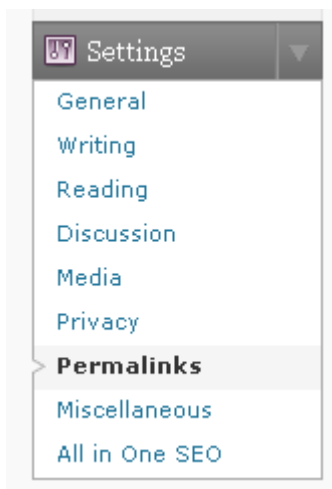 Settings
General
Writing
Reading
Discussion
Media
Privacy
Permalinks
Miscellaneous
All in One SEO